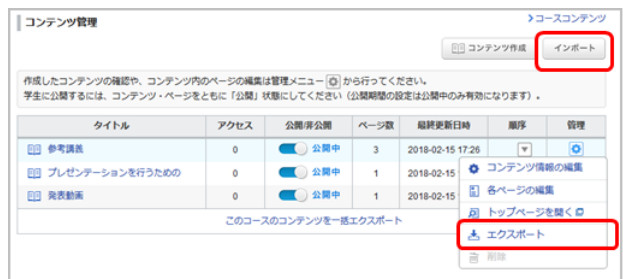 コンテンツ管理
コースコンテンツ
コンテンツ作成
インポート
作成したコンテンツの確認や、コンテンツ内のページの編集は管理メニュー から行ってください。
学生に公開するには、コンテンツ・ページをともに「公開」状態にしてください（公開期間の設定は公開中のみ有効になります）.
タイトル アクセス 公開/非公開 ページ数 最終更新日時 順序 管理
参考講義 0 公開中 3 2018-02-15 17:26
プレゼンテーションを行うための 0 公開中 1 2018-02-15
発表動画 0 公開中 1 2018-02-15
このコースのコンテンツを一括エクスポート
コンテンツ情報の編集
各ページの編集
トップページを開く
エクスポート
削除